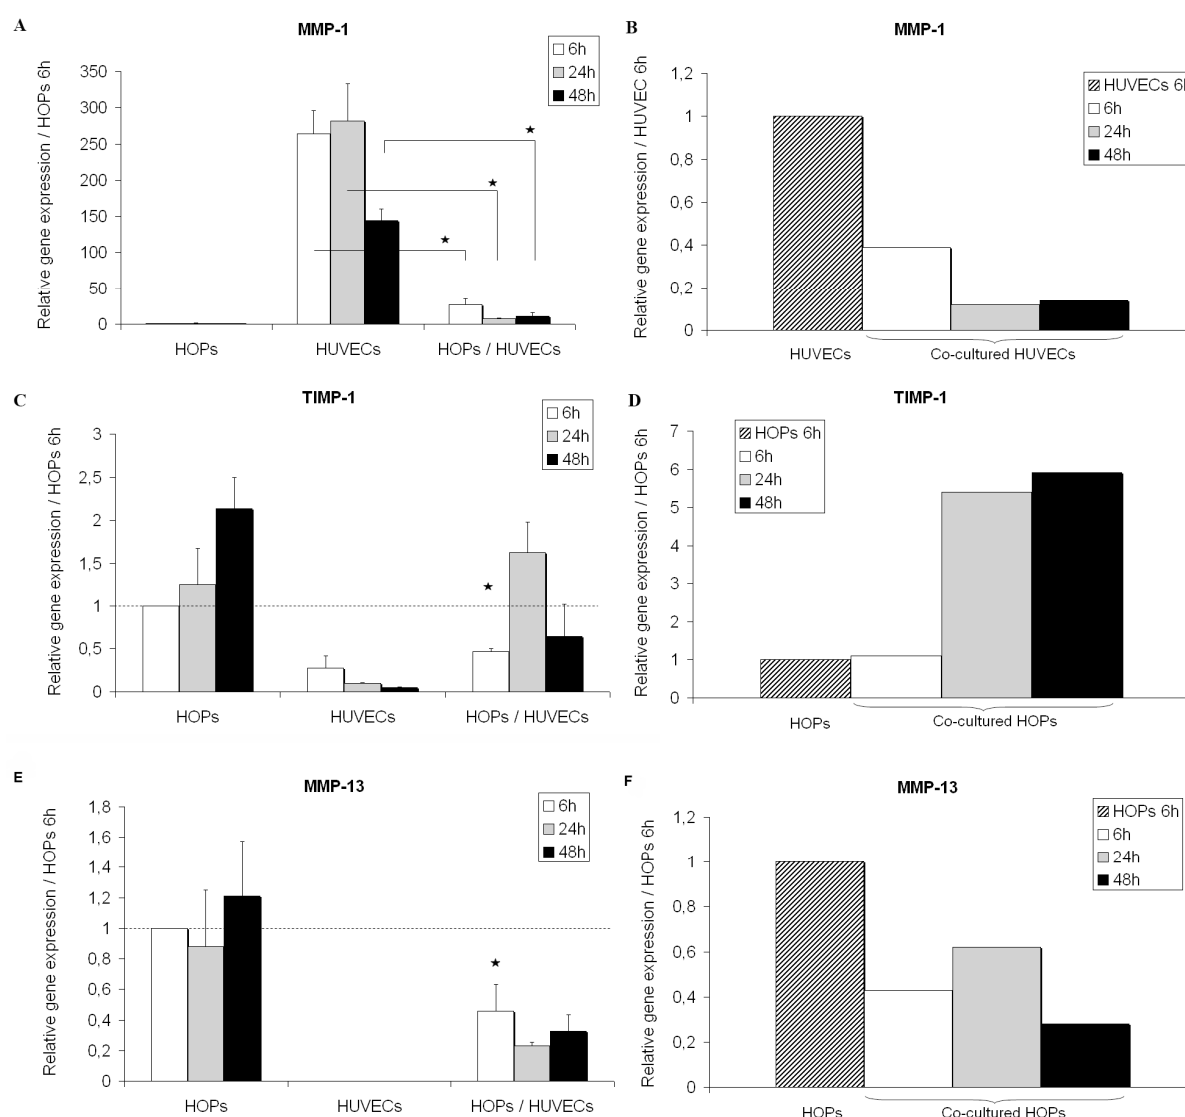 A
MMP-1
Relative gene expression / HOPs 6h
350
300
250
200
150
100
50
0
6h
24h
48h
★
★
★
HOPs
HUVECs
HOPs / HUVECs
B
MMP-1
Relative gene expression / HUVEC 6h
1,2
1
0,8
0,6
0,4
0,2
0
HUVECs 6h
6h
24h
48h
HUVECs
Co-cultured HUVECs
C
TIMP-1
Relative gene expression / HOPs 6h
3
2,5
2
1,5
1
0,5
0
6h
24h
48h
★
HOPs
HUVECs
HOPs / HUVECs
D
TIMP-1
Relative gene expression / HOPs 6h
7
6
5
4
3
2
1
0
HOPs 6h
6h
24h
48h
HOPs
Co-cultured HOPs
E
MMP-13
Relative gene expression /HOPs 6h
1,8
1,6
1,4
1,2
1
0,8
0,6
0,4
0,2
0
6h
24h
48h
★
HOPs
HUVECs
HOPs / HUVECs
F
MMP-13
Relative gene expression / HOPs 6h
1,2
1
0,8
0,6
0,4
0,2
0
HOPs 6h
6h
24h
48h
HOPs
Co-cultured HOPs